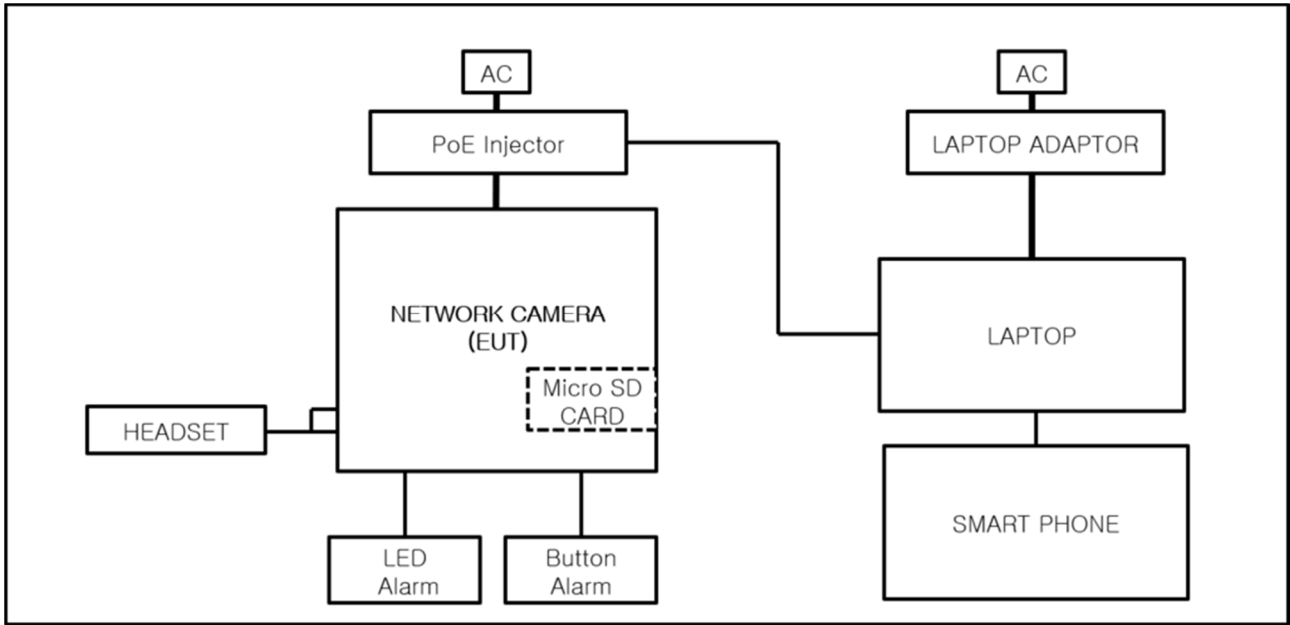 AC
AC
PoE Injector
LAPTOP ADAPTOR
NETWORK CAMERA
(EUT)
LAPTOP
Micro SD
CARD
HEADSET
SMART PHONE
LED
Alarm
Button
Alarm